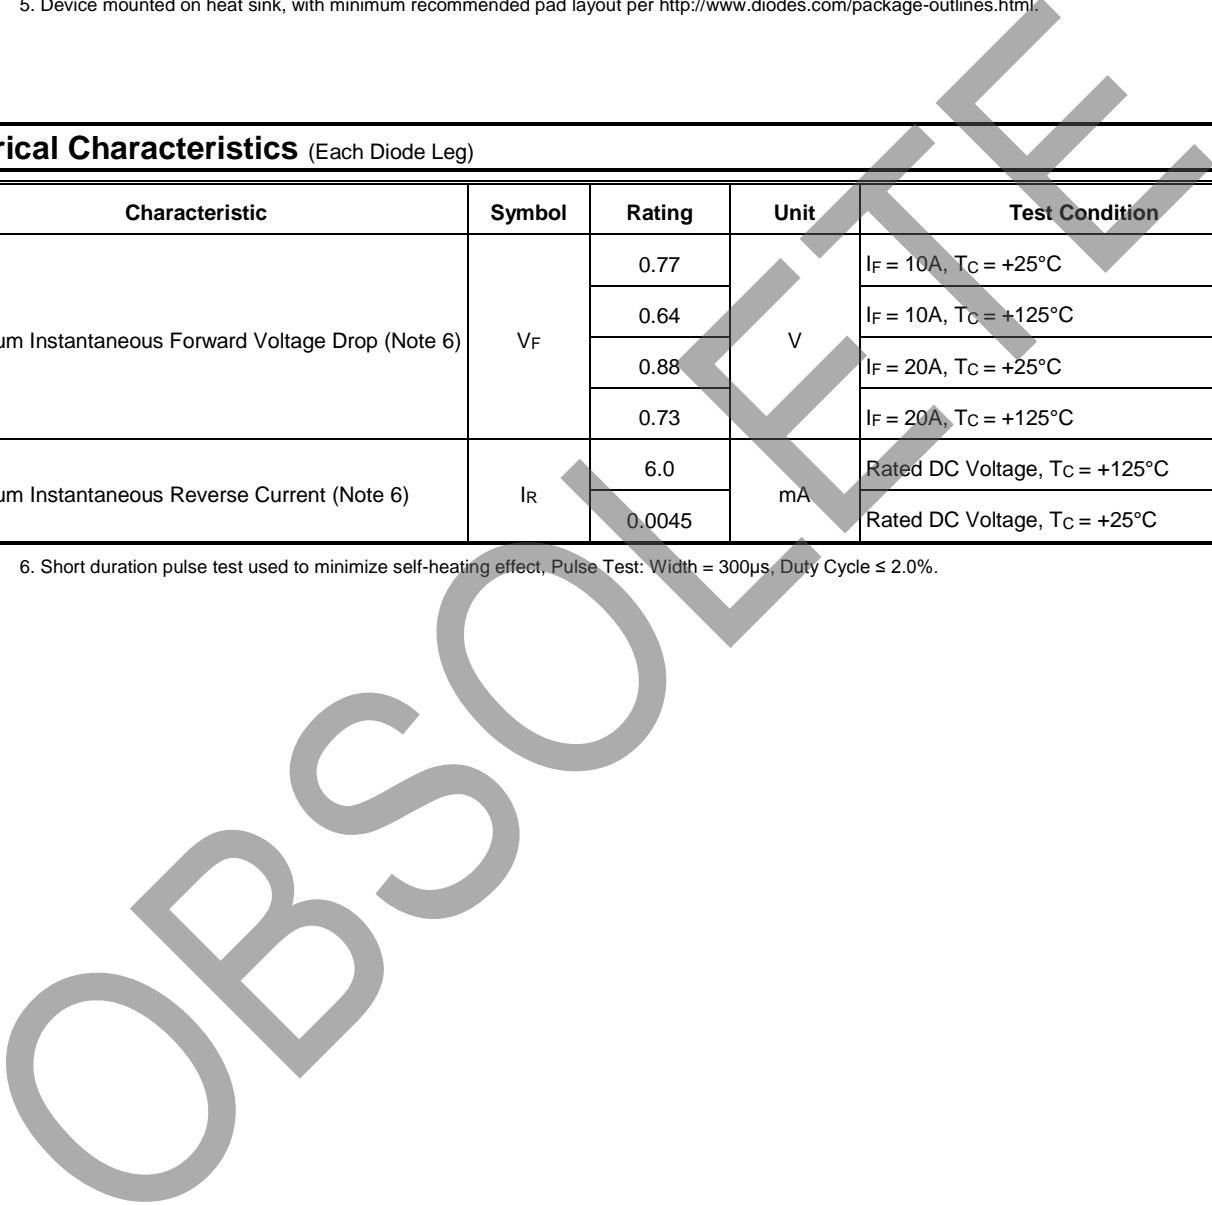 5. Device mounted on heat sink, with minimum recommended pad layout per http://www.diodes.com/package-outlines.html.
rical Characteristics (Each Diode Leg)
Characteristic Symbol Rating Unit Test Condition
0.77 IF = 10A, TC = +25°C
0.64 IF = 10A, TC = +125°C
um Instantaneous Forward Voltage Drop (Note 6) VF V
0.88 IF = 20A, TC = +25°C
0.73 IF = 20A, TC = +125°C
6.0 Rated DC Voltage, TC = +125°C
um Instantaneous Reverse Current (Note 6) IR mA
0.0045 Rated DC Voltage, TC = +25°C
6. Short duration pulse test used to minimize self-heating effect, Pulse Test: Width = 300µs, Duty Cycle ≤ 2.0%.
OBSOLETE